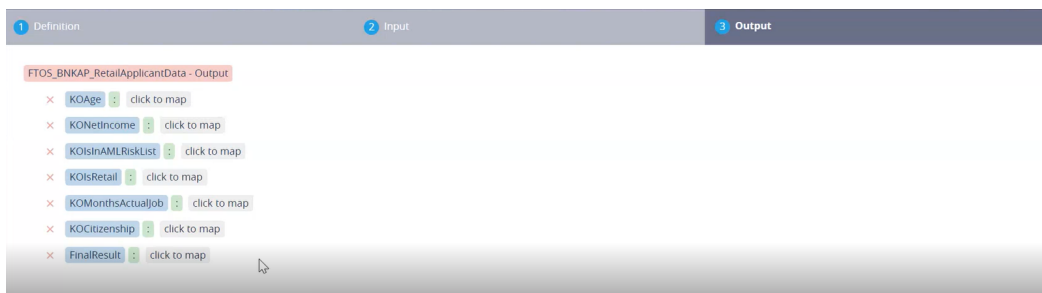 1 Definition 2 Input 3 Output
FTOS_BNKAP_RetailApplicantData - Output
× KOAge : click to map
× KONetIncome : click to map
× KOIsInAMLRiskList : click to map
× KOIsRetail : click to map
× KOMonthsActualJob : click to map
× KOCitizenship : click to map
× FinalResult : click to map